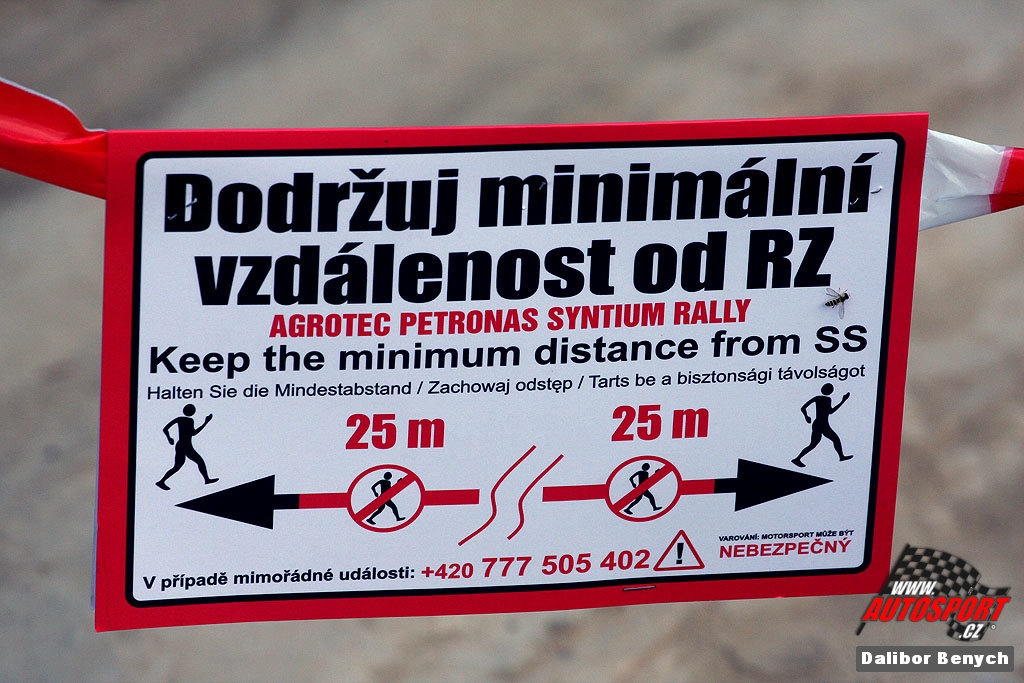 Dodržuj minimální
vzdálenost od RZ
AGROTEC PETRONAS SYNTIUM RALLY
Keep the minimum distance from SS
Halten Sie die Mindestabstand / Zachowaj odstęp / Tarts be a bisztonsági távolságot
25 m 25 m
V případě mimořádné události: +420 777 505 402
VAROVÁNÍ: MOTORSPORT MŮŽE BÝT
NEBEZPEČNÝ
WWW.
AUTOSPORT
.CZ
Dalibor Benych